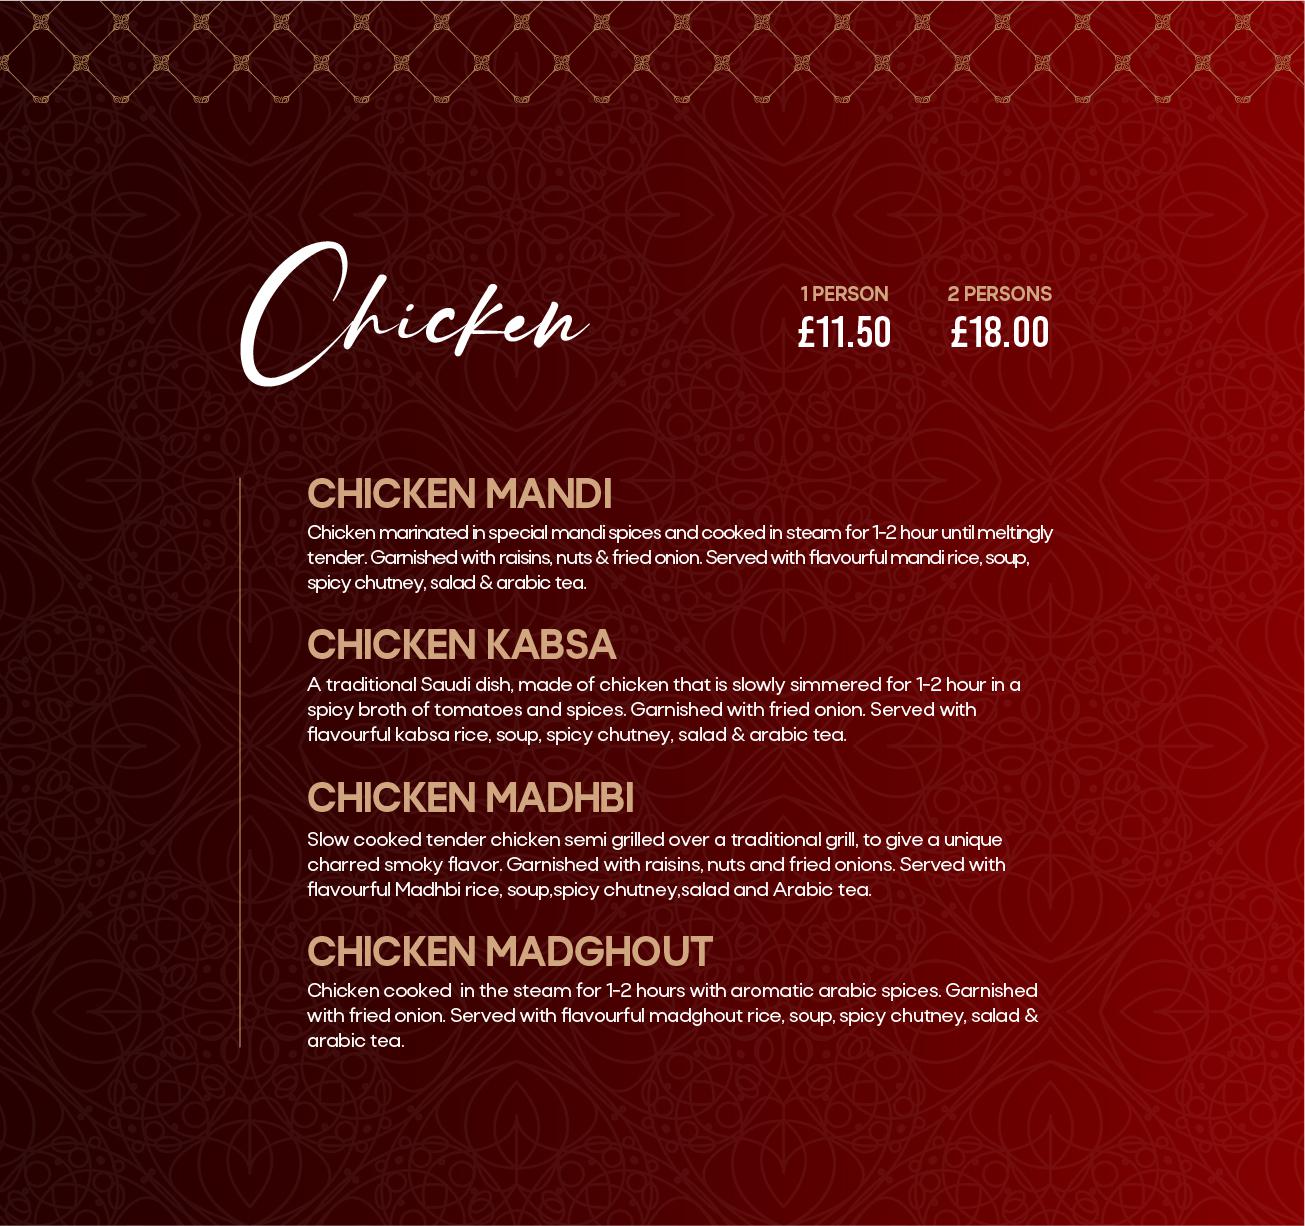 Chicken
1 PERSON 2 PERSONS
£11.50 £18.00
CHICKEN MANDI
Chicken marinated in special mandi spices and cooked in steam for 1-2 hour until meltingly
tender. Garnished with raisins, nuts & fried onion. Served with flavourful mandi rice, soup,
spicy chutney, salad & arabic tea.
CHICKEN KABSA
A traditional Saudi dish, made of chicken that is slowly simmered for 1-2 hour in a
spicy broth of tomatoes and spices. Garnished with fried onion. Served with
flavourful kabsa rice, soup, spicy chutney, salad & arabic tea.
CHICKEN MADHBI
Slow cooked tender chicken semi grilled over a traditional grill, to give a unique
charred smoky flavor. Garnished with raisins, nuts and fried onions. Served with
flavourful Madhbi rice, soup,spicy chutney,salad and Arabic tea.
CHICKEN MADGHOUT
Chicken cooked  in the steam for 1-2 hours with aromatic arabic spices. Garnished
with fried onion. Served with flavourful madghout rice, soup, spicy chutney, salad &
arabic tea.